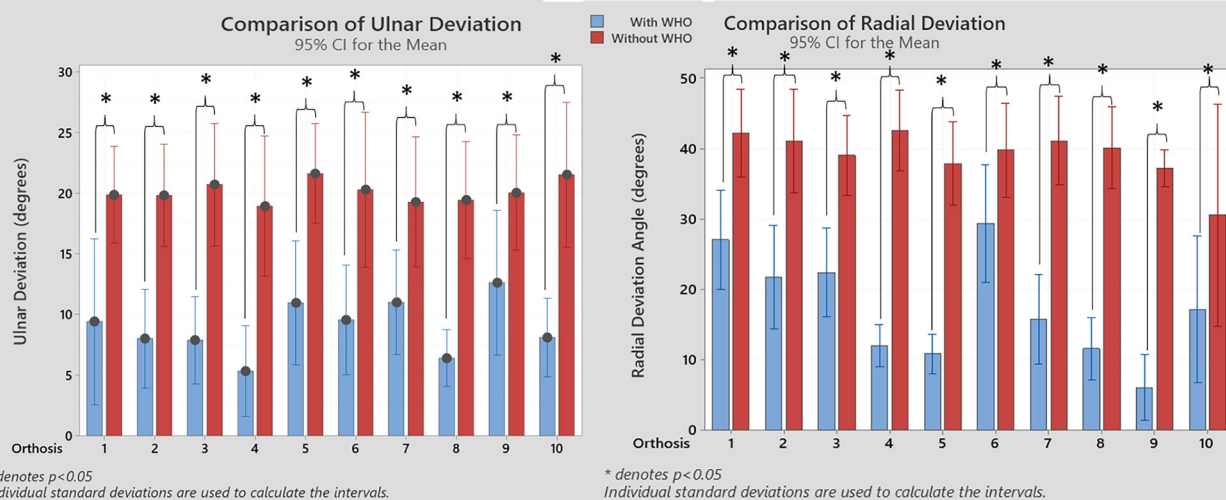 Comparison of Ulnar Deviation
95% CI for the Mean
With WHO
Without WHO
Comparison of Radial Deviation
95% CI for the Mean
Ulnar Deviation (degrees)
30
25
20
15
10
5
0
* * * * * * * * * *
Orthosis 1 2 3 4 5 6 7 8 9 10
denotes p<0.05
dividual standard deviations are used to calculate the intervals.
Radial Deviation Angle (degrees)
50
40
30
20
10
0
* * * * * * * * * *
Orthosis 1 2 3 4 5 6 7 8 9 10
* denotes p<0.05
Individual standard deviations are used to calculate the intervals.